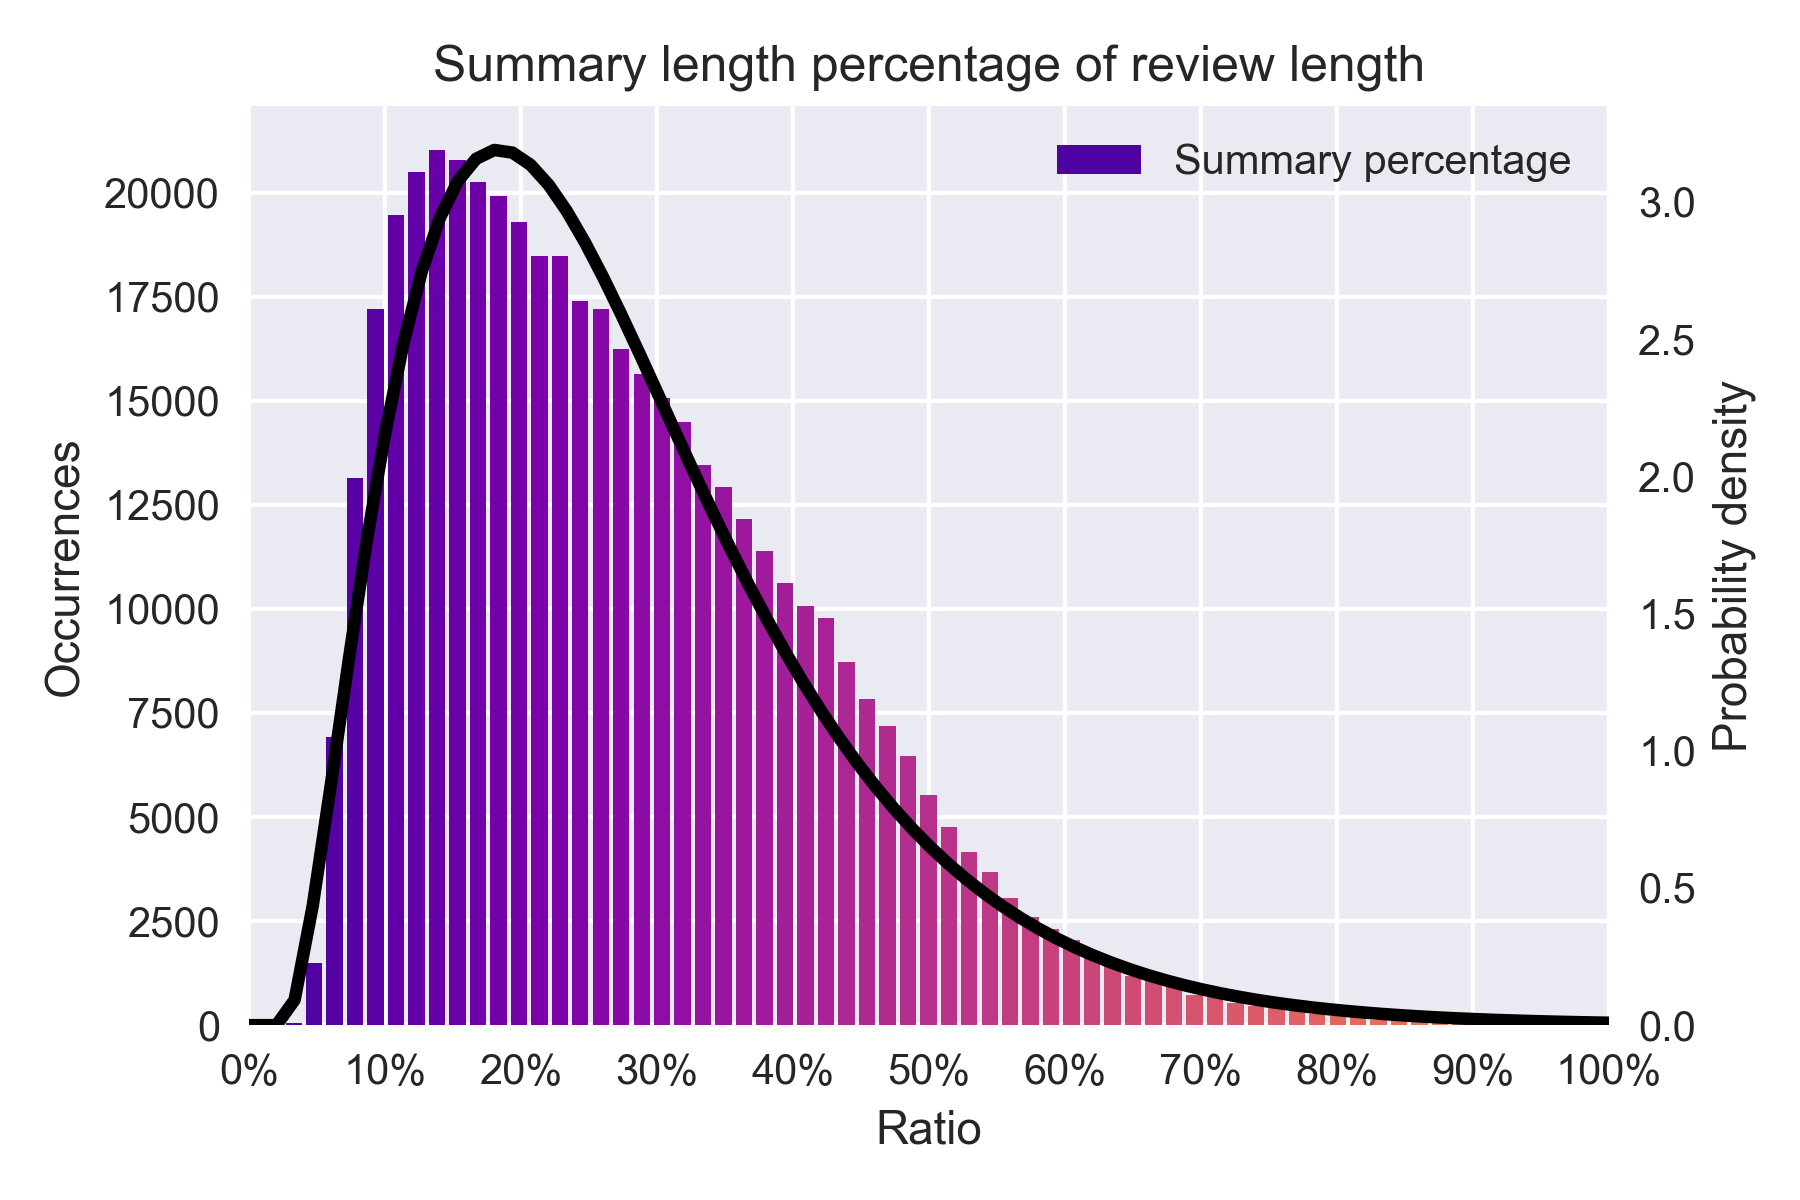 Summary length percentage of review length
Summary percentage
20000
17500
15000
12500
10000
7500
5000
2500
0
Occurrences
3.0
2.5
2.0
1.5
1.0
0.5
0.0
Probability density
0% 10% 20% 30% 40% 50% 60% 70% 80% 90% 100%
Ratio